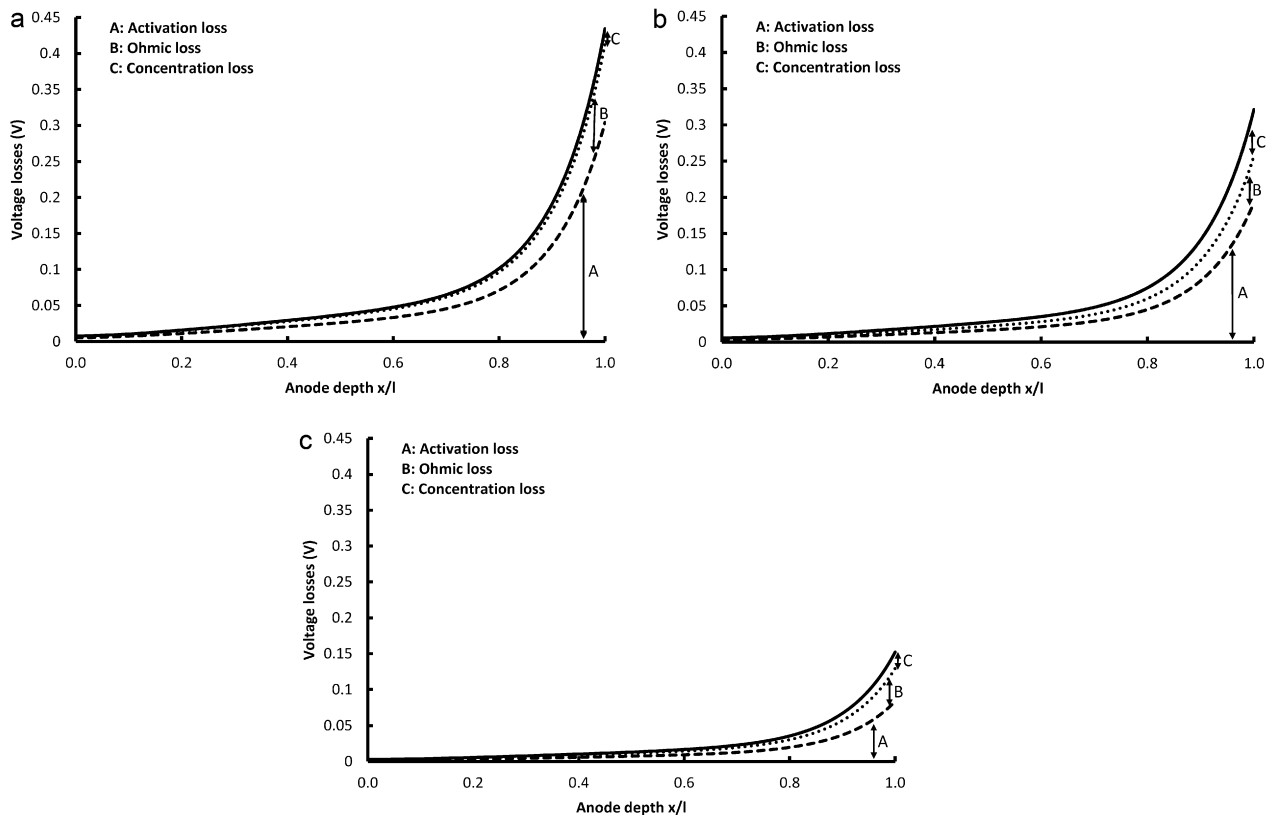 a
A: Activation loss
B: Ohmic loss
C: Concentration loss
Voltage losses (V)
0.45
0.4
0.35
0.3
0.25
0.2
0.15
0.1
0.05
0
C
B
A
0.0 0.2 0.4 0.6 0.8 1.0
Anode depth x/l
b
A: Activation loss
B: Ohmic loss
C: Concentration loss
Voltage losses (V)
0.45
0.4
0.35
0.3
0.25
0.2
0.15
0.1
0.05
0
C
B
A
0.0 0.2 0.4 0.6 0.8 1.0
Anode depth x/l
c
A: Activation loss
B: Ohmic loss
C: Concentration loss
Voltage losses (V)
0.45
0.4
0.35
0.3
0.25
0.2
0.15
0.1
0.05
0
C
B
A
0.0 0.2 0.4 0.6 0.8 1.0
Anode depth x/l